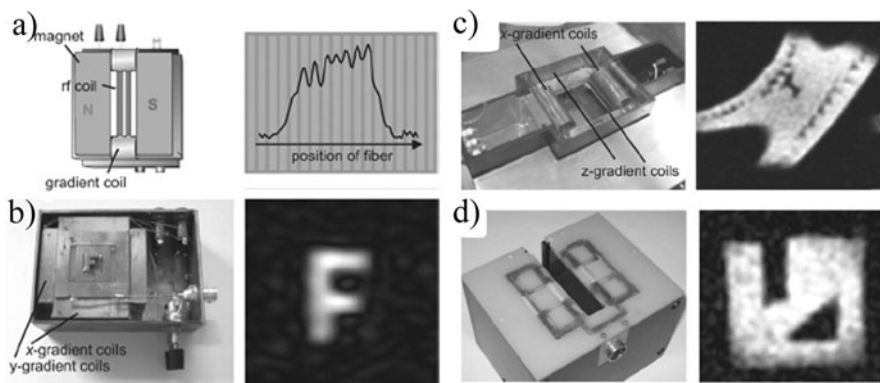 a)
magnet
rf coil
N
S
gradient coil
position of fiber
b)
x-gradient coils
y-gradient coils
F
c)
x-gradient coils
z-gradient coils
d)